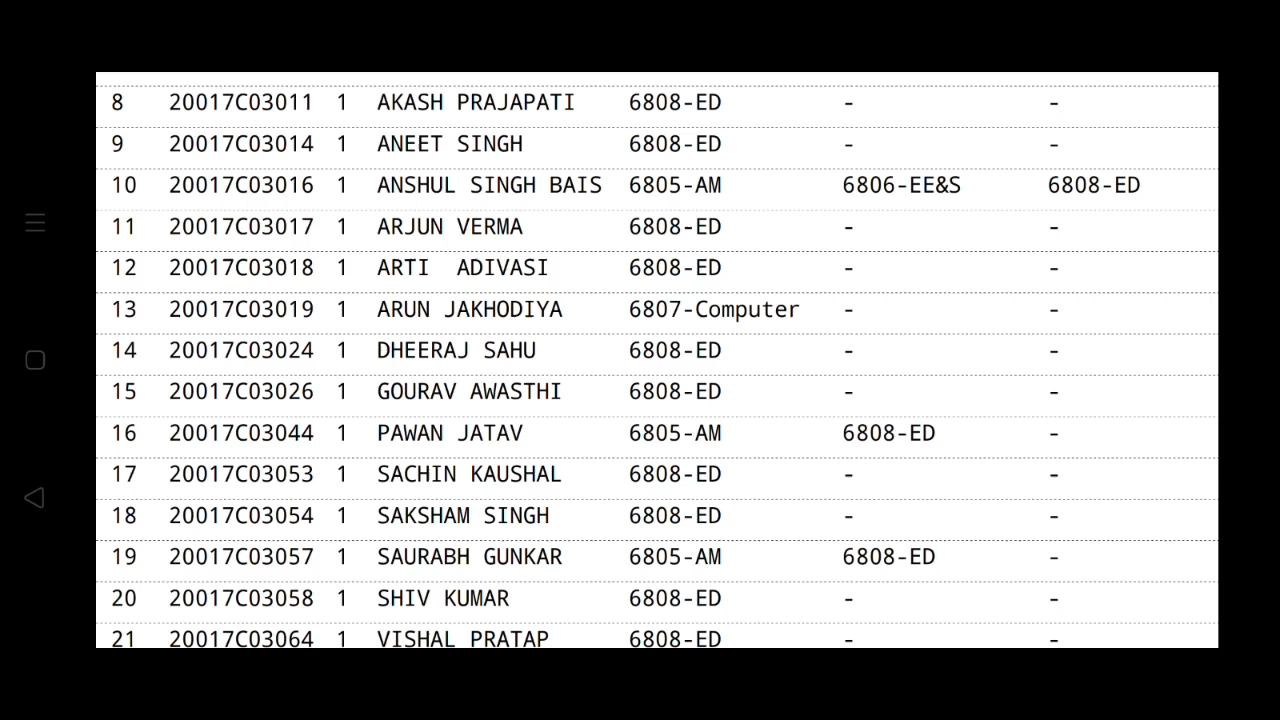 8 20017C03011 1 AKASH PRAJAPATI 6808-ED - -
9 20017C03014 1 ANEET SINGH 6808-ED - -
10 20017C03016 1 ANSHUL SINGH BAIS 6805-AM 6806-EE&S 6808-ED
11 20017C03017 1 ARJUN VERMA 6808-ED - -
12 20017C03018 1 ARTI  ADIVASI 6808-ED - -
13 20017C03019 1 ARUN JAKHODIYA 6807-Computer - -
14 20017C03024 1 DHEERAJ SAHU 6808-ED - -
15 20017C03026 1 GOURAV AWASTHI 6808-ED - -
16 20017C03044 1 PAWAN JATAV 6805-AM 6808-ED -
17 20017C03053 1 SACHIN KAUSHAL 6808-ED - -
18 20017C03054 1 SAKSHAM SINGH 6808-ED - -
19 20017C03057 1 SAURABH GUNKAR 6805-AM 6808-ED -
20 20017C03058 1 SHIV KUMAR 6808-ED - -
21 20017C03064 1 VISHAL PRATAP 6808-ED - -